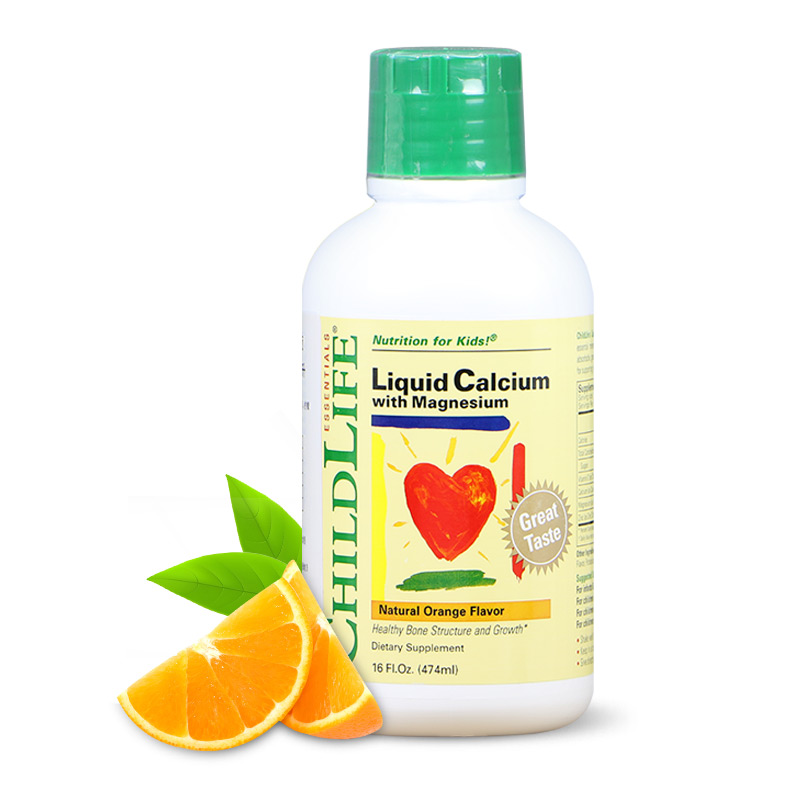 ESSENTIALS
CHILDLIFE®
Nutrition for Kids!®
Liquid Calcium
with Magnesium
Great
Taste
Natural Orange Flavor
Healthy Bone Structure and Growth*
Dietary Supplement
16 Fl.Oz. (474ml)